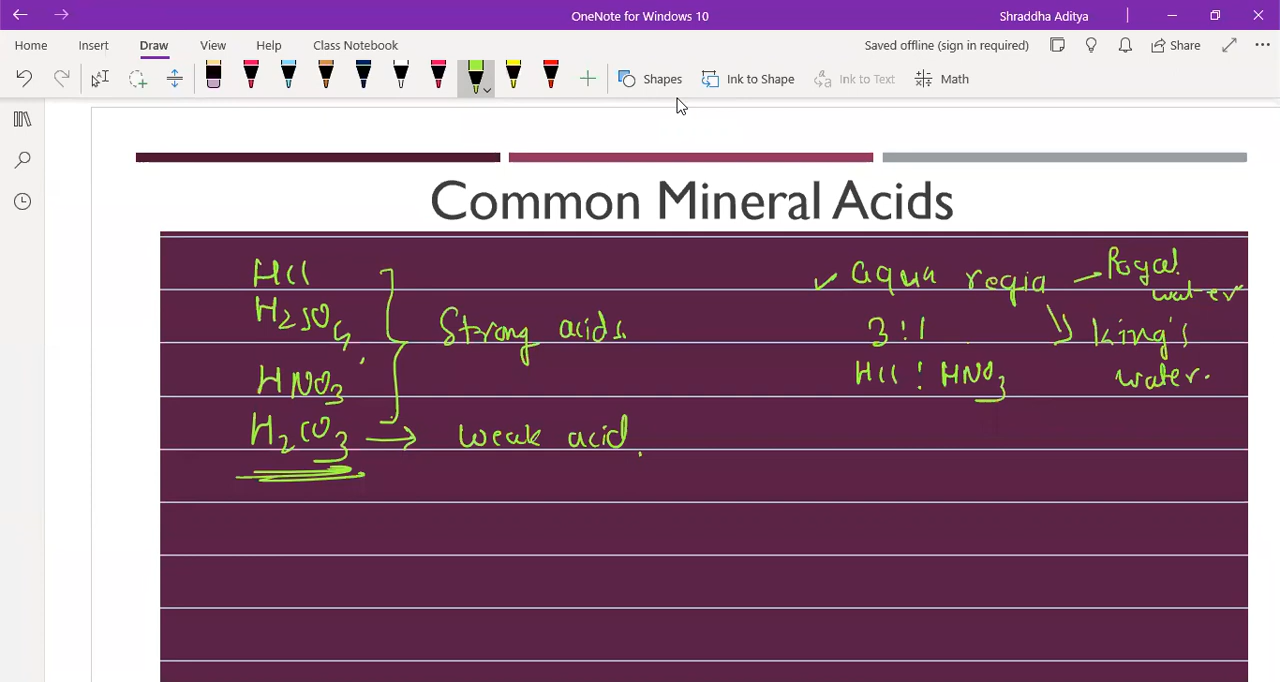 OneNote for Windows 10
Shraddha Aditya
Home Insert Draw View Help Class Notebook
Saved offline (sign in required) Share
Shapes Ink to Shape Ink to Text Math
Common Mineral Acids
HCl
H2SO4
HNO3
H2CO3 → weak acid.
Strong acids.
✓ aqua regia – Royal water
3:1
HCl : HNO3
King's water.